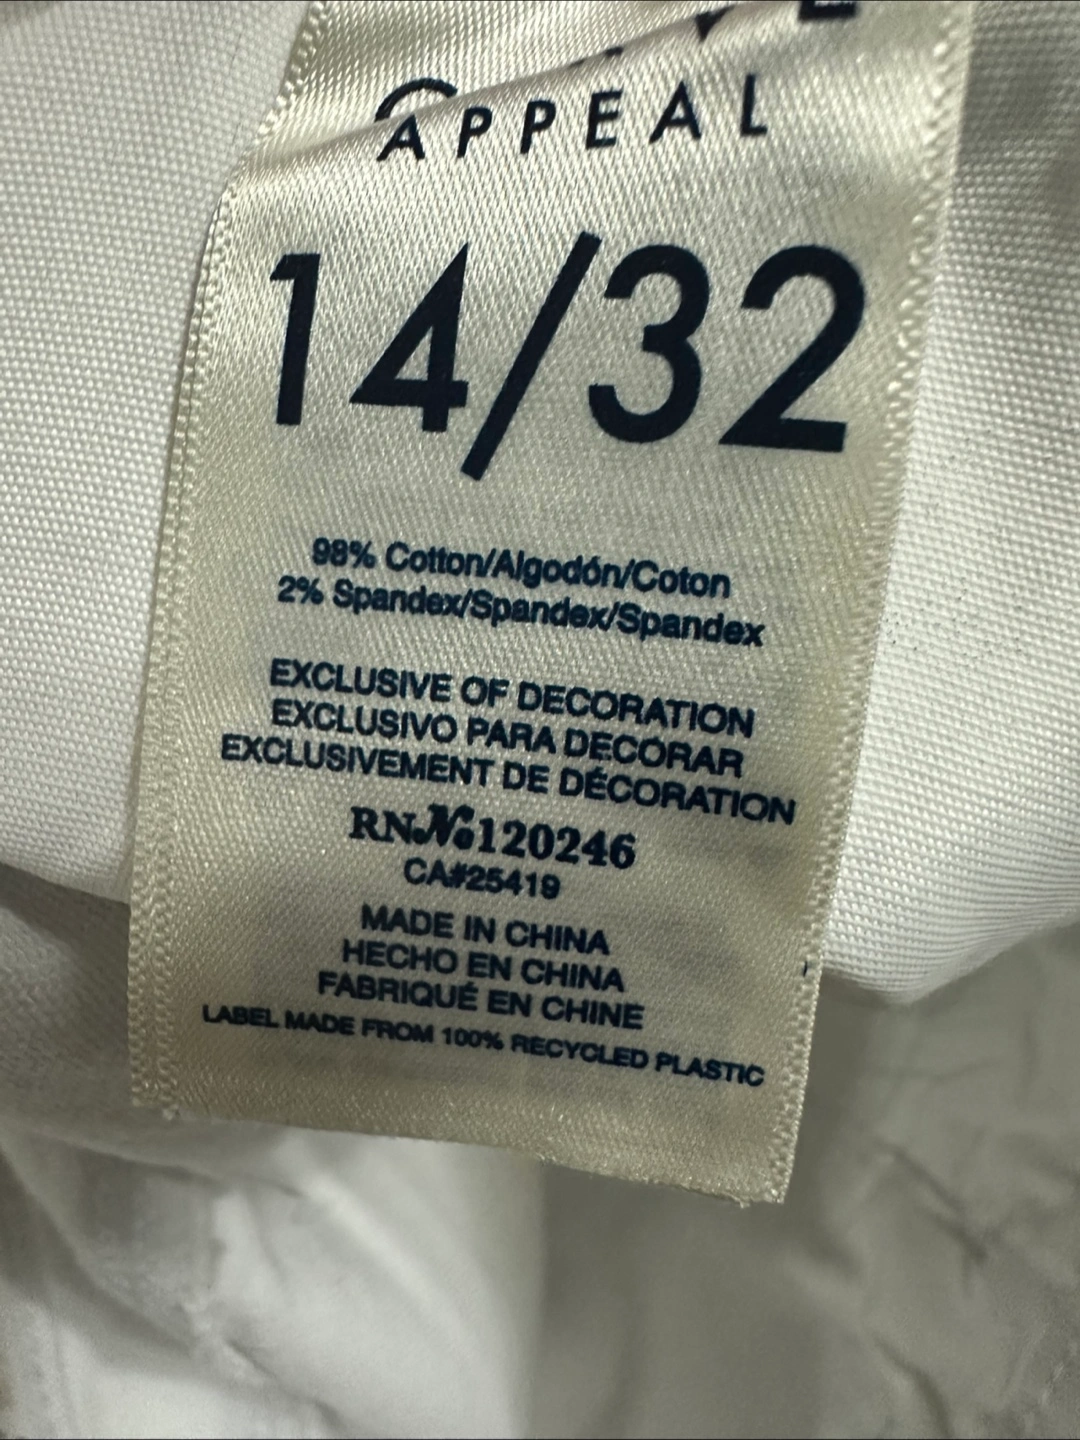 APPEAL
14/32
98% Cotton/Algodón/Coton
2% Spandex/Spandex/Spandex
EXCLUSIVE OF DECORATION
EXCLUSIVO PARA DECORAR
EXCLUSIVEMENT DE DÉCORATION
RN№120246
CA#25419
MADE IN CHINA
HECHO EN CHINA
FABRIQUÉ EN CHINE
LABEL MADE FROM 100% RECYCLED PLASTIC